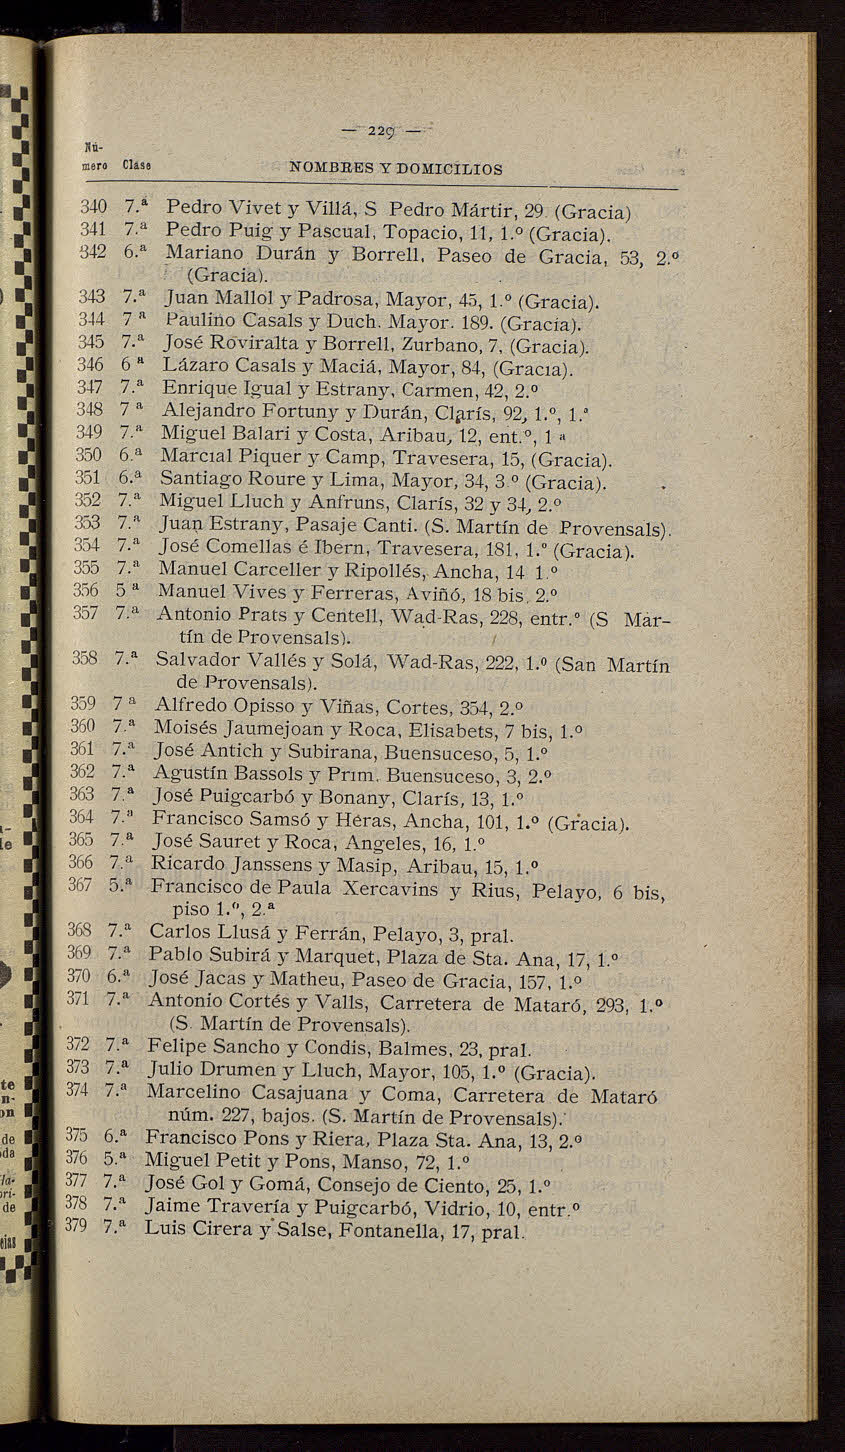 — 229 —
Nú-
mero Clase NOMBRES Y DOMICILIOS
340 7.ª Pedro Vivet y Villá, S Pedro Mártir, 29. (Gracia)
341 7.ª Pedro Puig y Pascual, Topacio, 11, 1.º (Gracia).
342 6.ª Mariano Durán y Borrell, Paseo de Gracia, 53, 2.º
(Gracia).
343 7.ª Juan Mallol y Padrosa, Mayor, 45, 1.º (Gracia).
344 7 ª Paulino Casals y Duch. Mayor. 189. (Gracia).
345 7.ª José Roviralta y Borrell, Zurbano, 7, (Gracia).
346 6 ª Lázaro Casals y Maciá, Mayor, 84, (Gracia).
347 7.ª Enrique Igual y Estrany, Carmen, 42, 2.º
348 7 ª Alejandro Fortuny y Durán, Clarís, 92, 1.º, 1.ª
349 7.ª Miguel Balari y Costa, Aribau, 12, ent.º, 1 ª
350 6.ª Marcial Piquer y Camp, Travesera, 15, (Gracia).
351 6.ª Santiago Roure y Lima, Mayor, 34, 3.º (Gracia).
352 7.ª Miguel Lluch y Anfruns, Clarís, 32 y 34, 2.º
353 7.ª Juan Estrany, Pasaje Canti. (S. Martín de Provensals).
354 7.ª José Comellas é Ibern, Travesera, 181, 1.º (Gracia).
355 7.ª Manuel Carceller y Ripollés, Ancha, 14 1.º
356 5 ª Manuel Vives y Ferreras, Aviñó, 18 bis, 2.º
357 7.ª Antonio Prats y Centell, Wad-Ras, 228, entr.º (S Mar-
tín de Provensals).
358 7.ª Salvador Vallés y Solá, Wad-Ras, 222, 1.º (San Martín
de Provensals).
359 7 ª Alfredo Opisso y Viñas, Cortes, 354, 2.º
360 7.ª Moisés Jaumejoan y Roca, Elisabets, 7 bis, 1.º
361 7.ª José Antich y Subirana, Buensuceso, 5, 1.º
362 7.ª Agustín Bassols y Prim, Buensuceso, 3, 2.º
363 7.ª José Puigcarbó y Bonany, Clarís, 13, 1.º
364 7.ª Francisco Samsó y Heras, Ancha, 101, 1.º (Gracia).
365 7.ª José Sauret y Roca, Angeles, 16, 1.º
366 7.ª Ricardo Janssens y Masip, Aribau, 15, 1.º
367 5.ª Francisco de Paula Xercavins y Rius, Pelayo, 6 bis,
piso 1.º, 2.ª
368 7.ª Carlos Llusá y Ferrán, Pelayo, 3, pral.
369 7.ª Pablo Subirá y Marquet, Plaza de Sta. Ana, 17, 1.º
370 6.ª José Jacas y Matheu, Paseo de Gracia, 157, 1.º
371 7.ª Antonio Cortés y Valls, Carretera de Mataró, 293, 1.º
(S. Martín de Provensals).
372 7.ª Felipe Sancho y Condis, Balmes, 23, pral.
373 7.ª Julio Drumen y Lluch, Mayor, 105, 1.º (Gracia).
374 7.ª Marcelino Casajuana y Coma, Carretera de Mataró
núm. 227, bajos. (S. Martín de Provensals).
375 6.ª Francisco Pons y Riera, Plaza Sta. Ana, 13, 2.º
376 5.ª Miguel Petit y Pons, Manso, 72, 1.º
377 7.ª José Gol y Gomá, Consejo de Ciento, 25, 1.º
378 7.ª Jaime Travería y Puigcarbó, Vidrio, 10, entr.º
379 7.ª Luis Cirera y Salse, Fontanella, 17, pral.